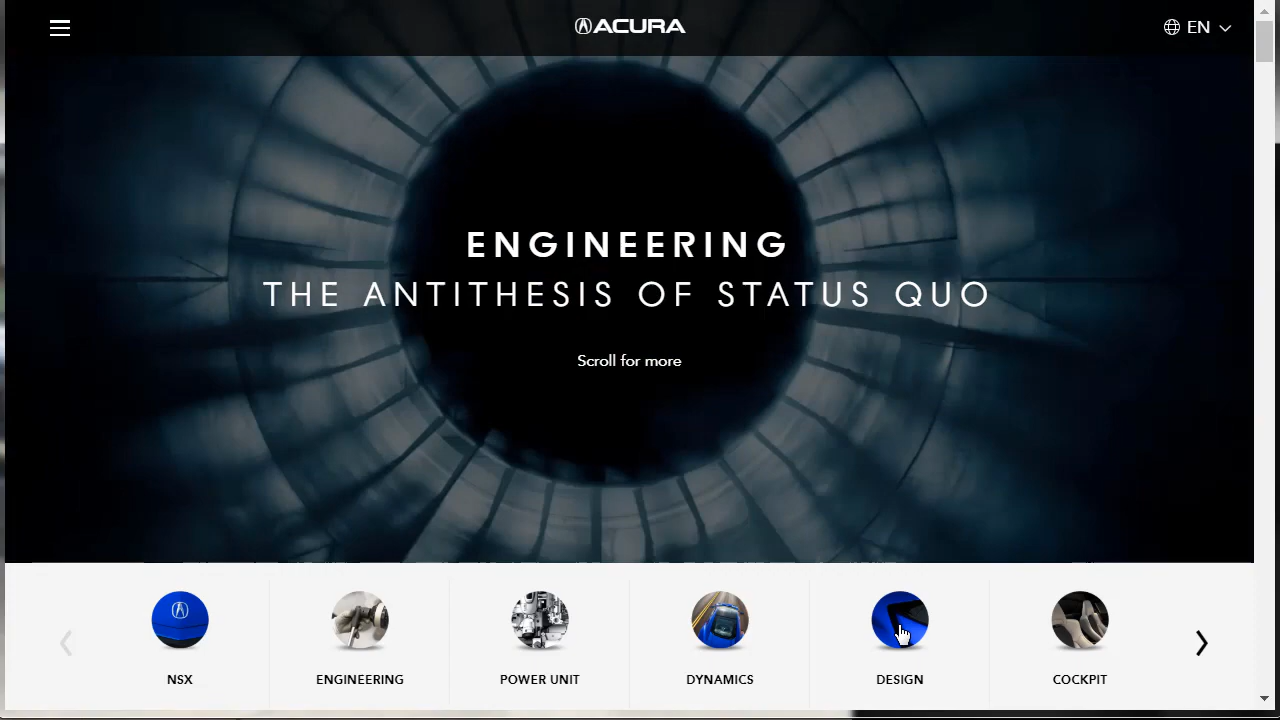 ACURA
EN
ENGINEERING
THE ANTITHESIS OF STATUS QUO
Scroll for more
NSX
ENGINEERING
POWER UNIT
DYNAMICS
DESIGN
COCKPIT